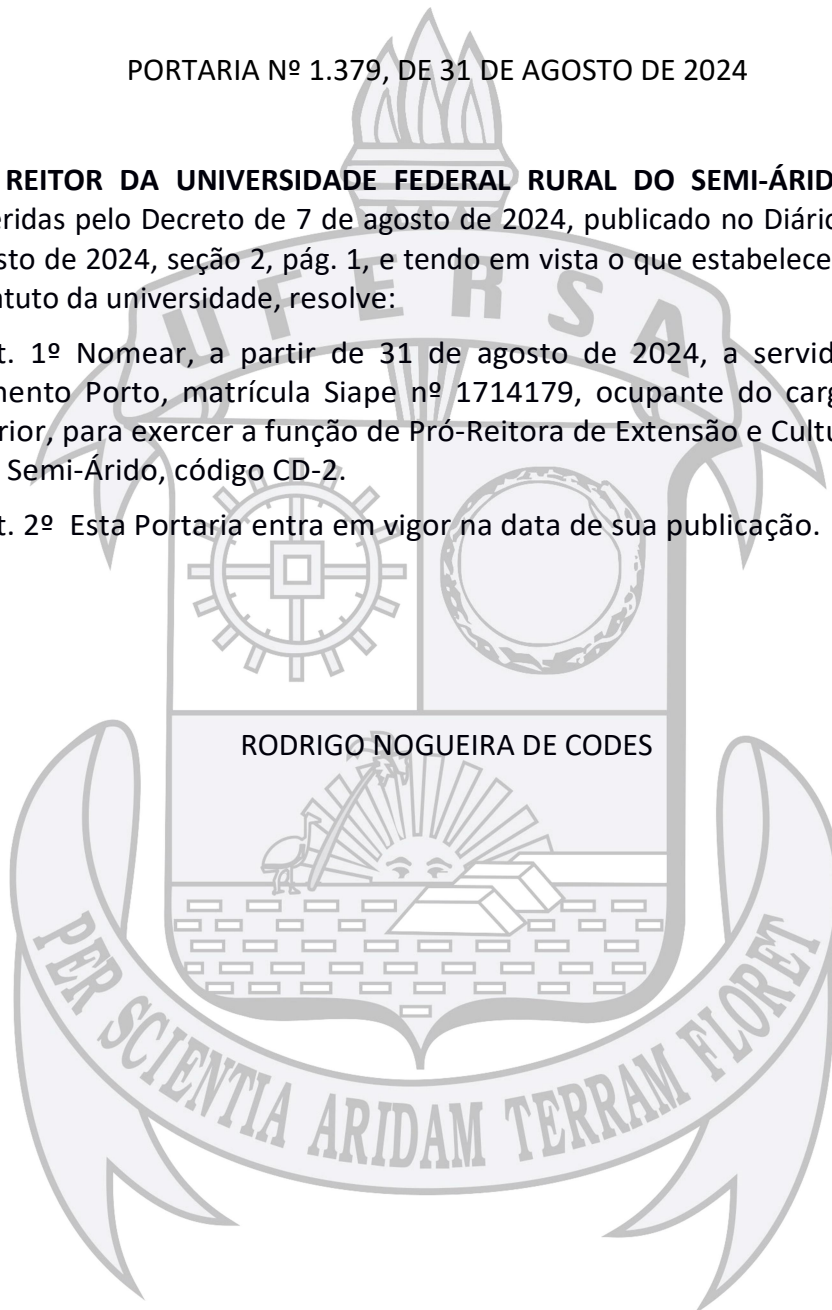 PORTARIA Nº 1.379, DE 31 DE AGOSTO DE 2024
REITOR DA UNIVERSIDADE FEDERAL RURAL DO SEMI-ÁRID
eridas pelo Decreto de 7 de agosto de 2024, publicado no Diário
sto de 2024, seção 2, pág. 1, e tendo em vista o que estabelece
tuto da universidade, resolve:
UFERSA
t. 1º Nomear, a partir de 31 de agosto de 2024, a servid
mento Porto, matrícula Siape nº 1714179, ocupante do carg
rior, para exercer a função de Pró-Reitora de Extensão e Cultu
Semi-Árido, código CD-2.
t. 2º Esta Portaria entra em vigor na data de sua publicação.
RODRIGO NOGUEIRA DE CODES
PER SCIENTIA ARIDAM TERRAM FLORET